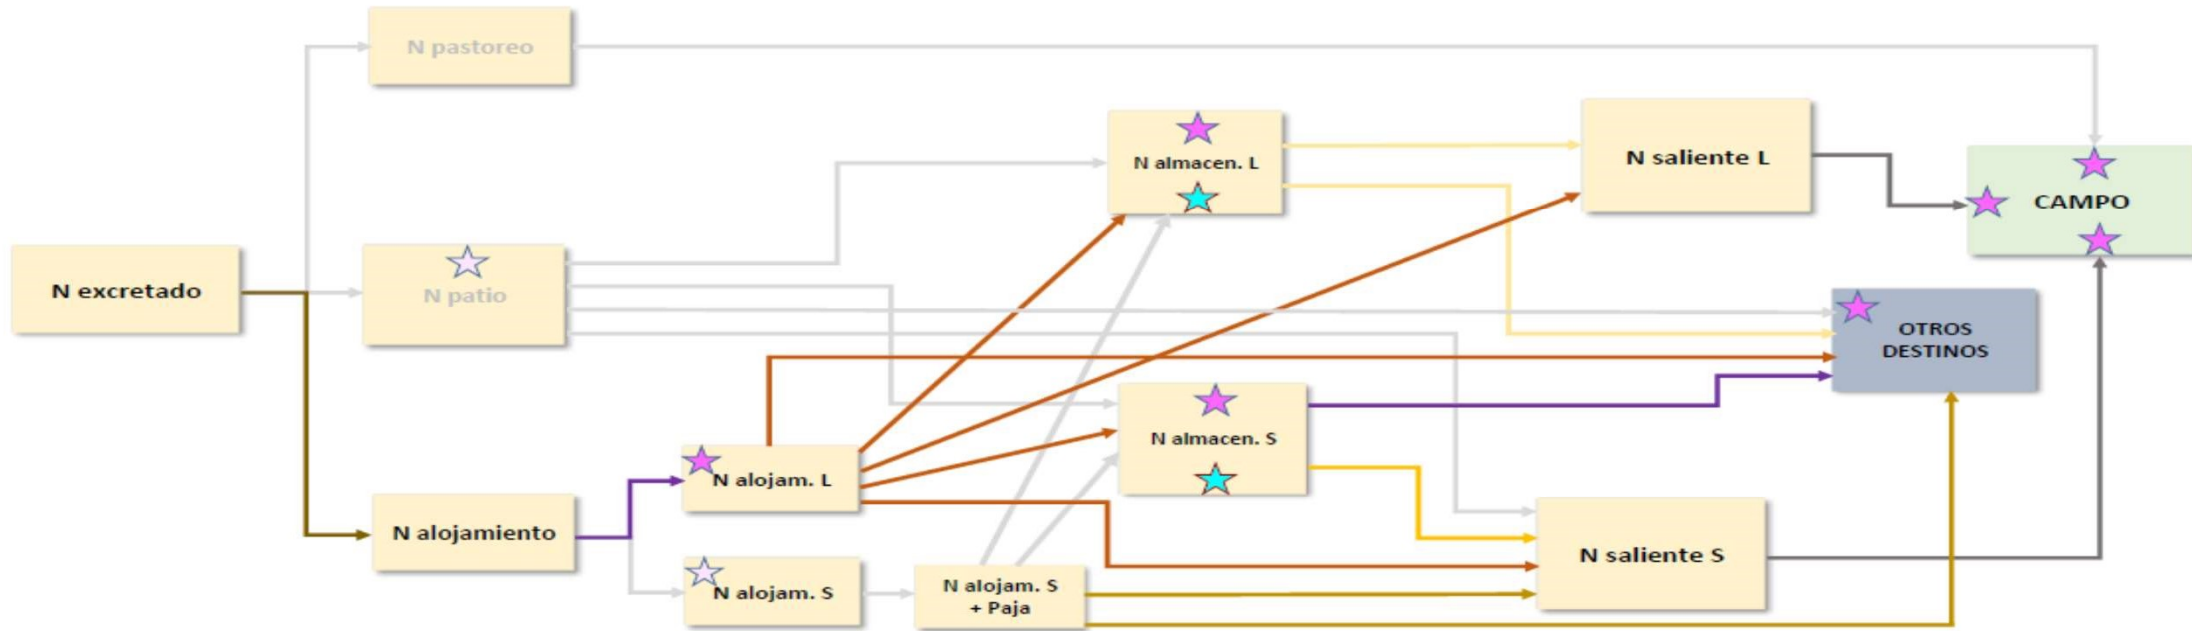 N pastoreo
N almacen. L
N saliente L
CAMPO
N excretado
N patio
OTROS
DESTINOS
N almacen. S
N alojam. L
N alojamiento
N saliente S
N alojam. S
N alojam. S
+ Paja